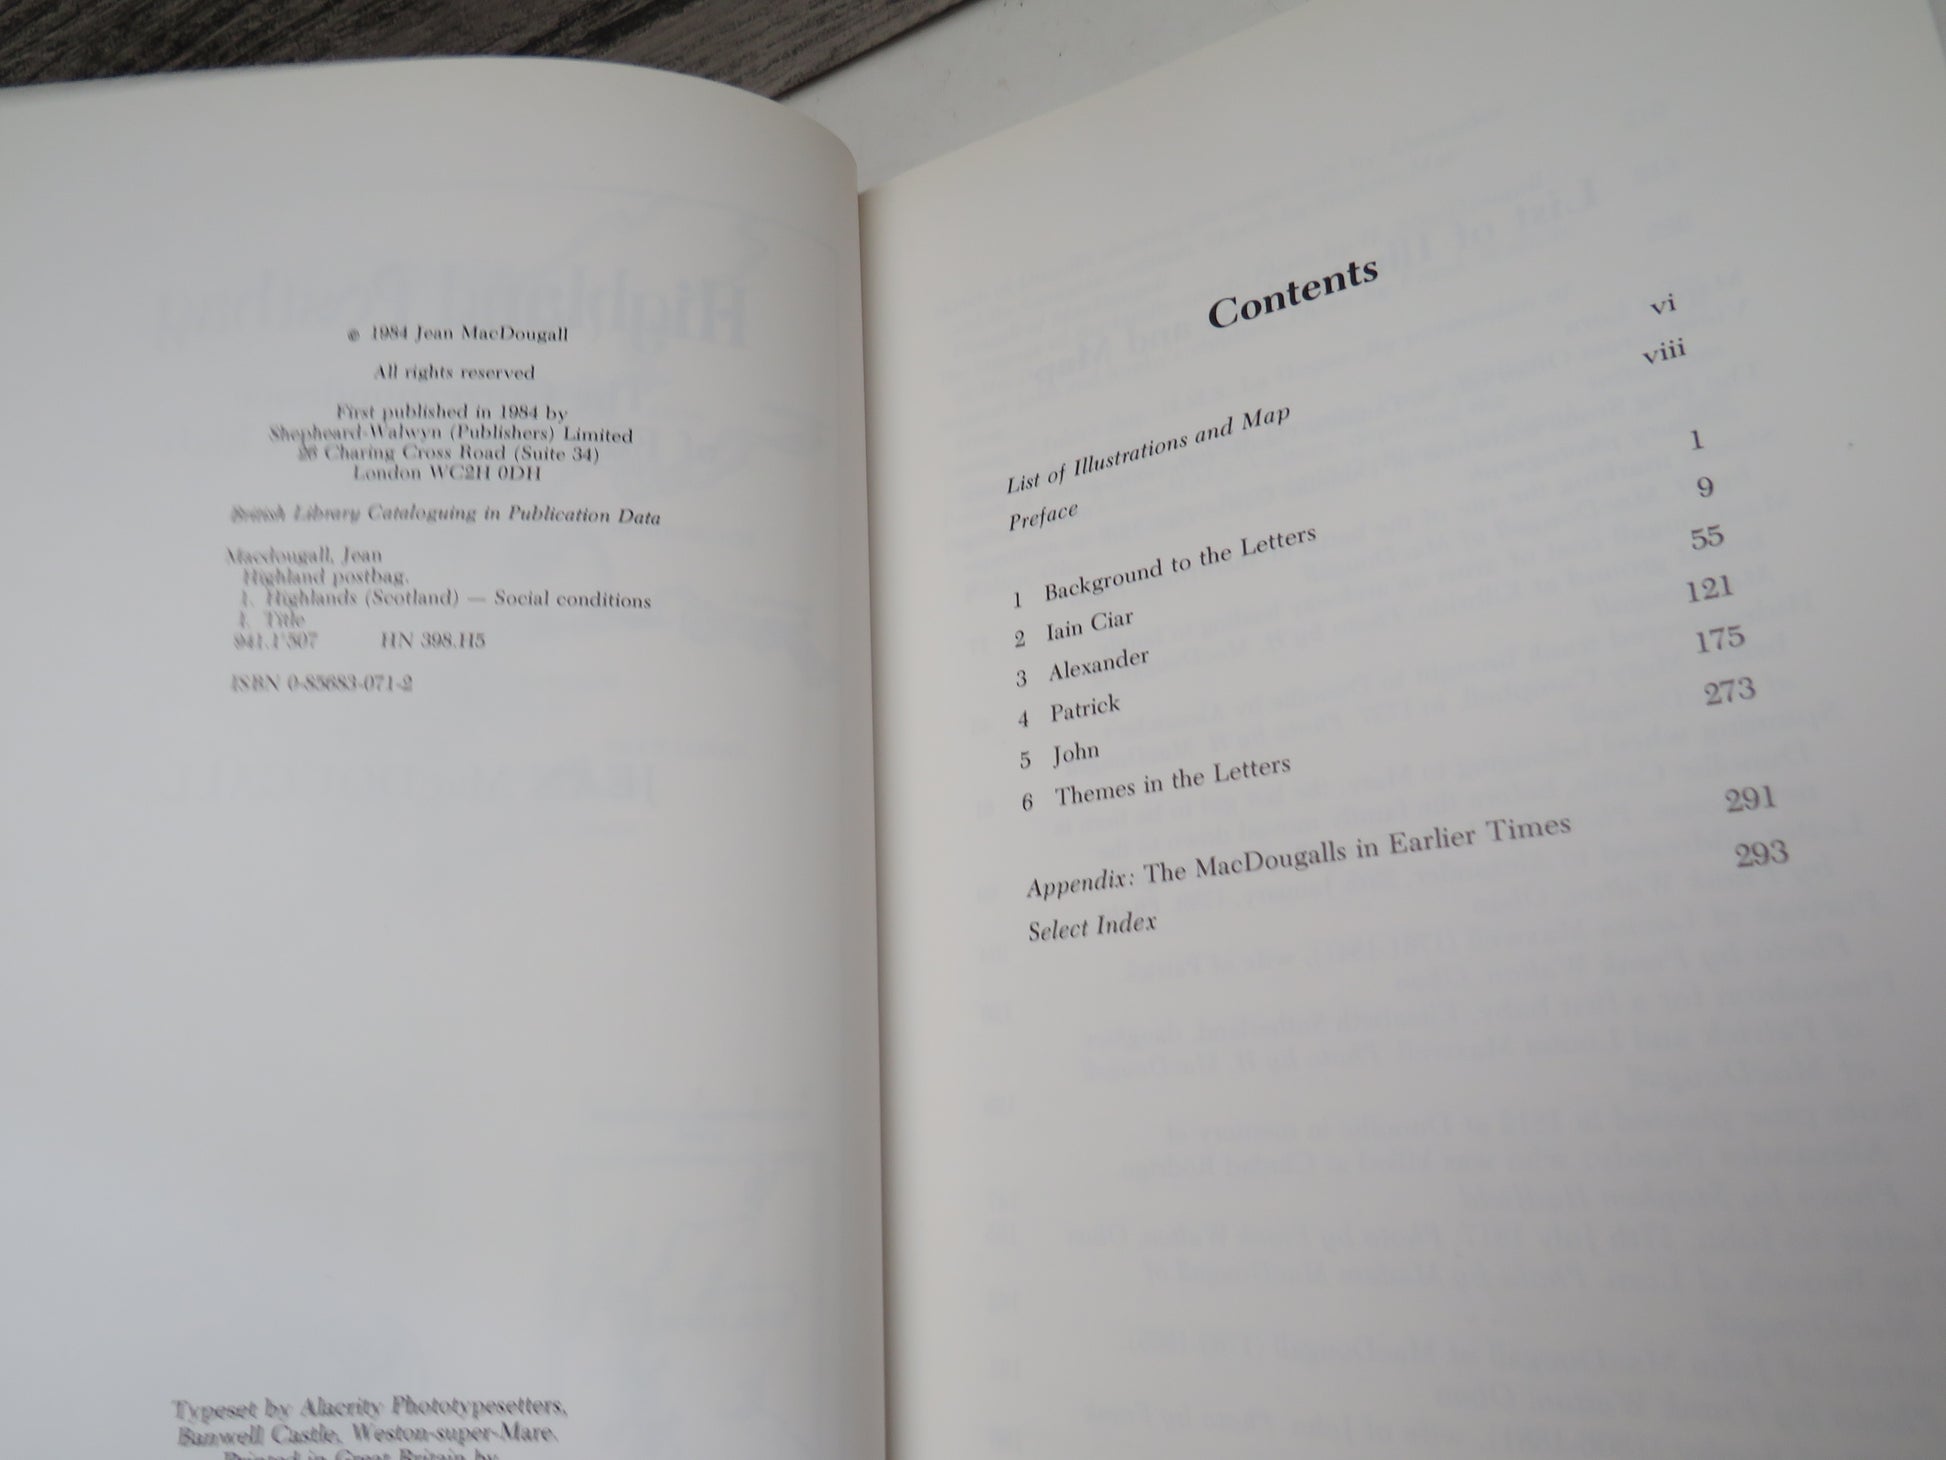 © 1984 Jean MacDougall
All rights reserved
First published in 1984 by
Shepheard-Walwyn (Publishers) Limited
26 Charing Cross Road (Suite 34)
London WC2H 0DH
British Library Cataloguing in Publication Data
Macdougall, Jean
Highland postbag.
1. Highlands (Scotland) — Social conditions
I. Title
941.1'507 HN 398.H5
ISBN 0-85683-071-2
Typeset by Alacrity Phototypesetters,
Banwell Castle, Weston-super-Mare.
Printed in Great Britain by
Contents
List of Illustrations and Map vi
Preface viii
1 Background to the Letters 1
2 Iain Ciar 9
3 Alexander 55
4 Patrick 121
5 John 175
6 Themes in the Letters 273
Appendix: The MacDougalls in Earlier Times 291
Select Index 293